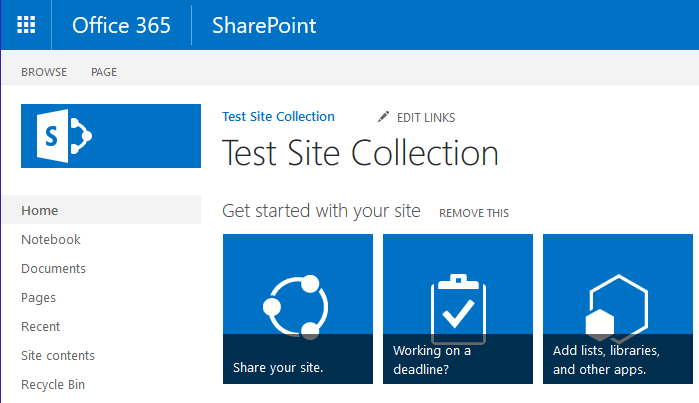 Office 365 SharePoint
BROWSE PAGE
S
Test Site Collection EDIT LINKS
Test Site Collection
Home
Notebook
Documents
Pages
Recent
Site contents
Recycle Bin
Get started with your site REMOVE THIS
Share your site.
Working on a
deadline?
Add lists, libraries,
and other apps.